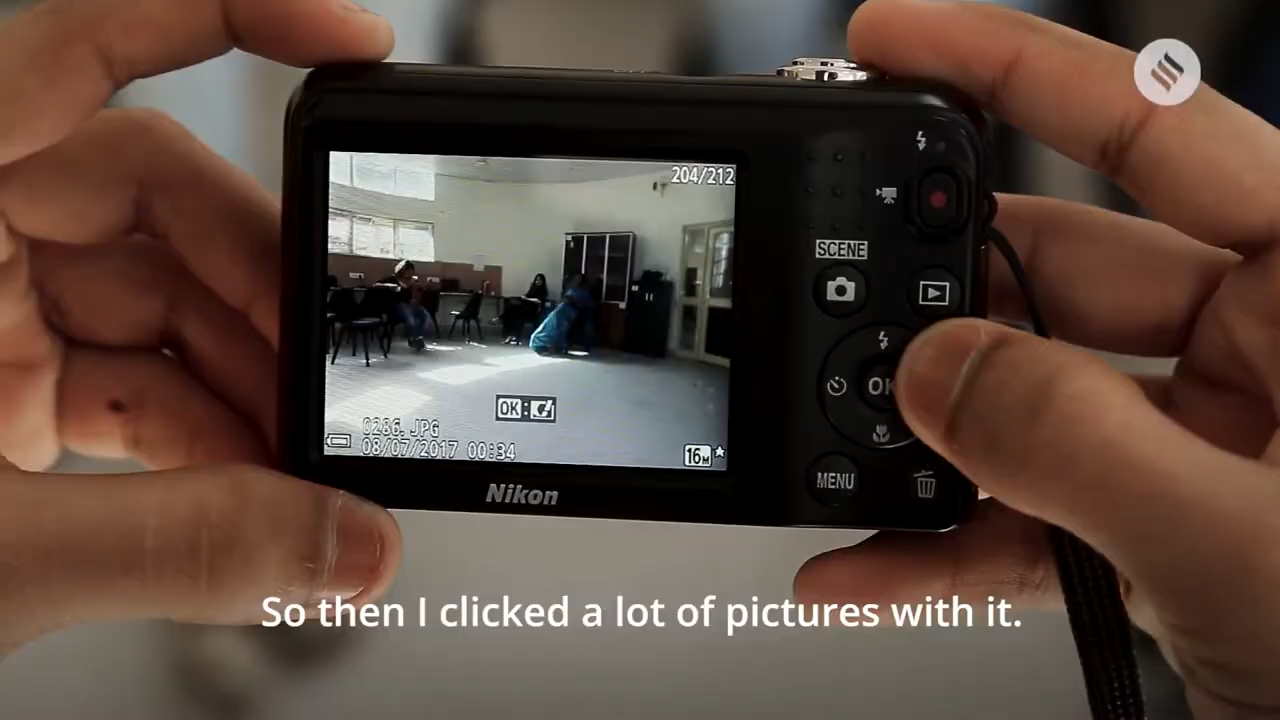 204/212
SCENE
OK:
OK
0286.JPG
08/07/2017 00:34
16M
MENU
Nikon
So then I clicked a lot of pictures with it.